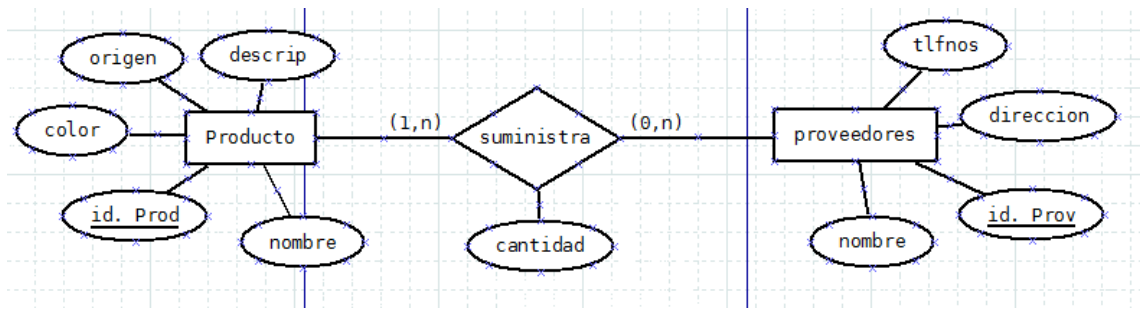 origen
descrip
tlfnos
color
Producto
(1,n)
suministra
(0,n)
proveedores
direccion
id. Prod
nombre
cantidad
nombre
id. Prov